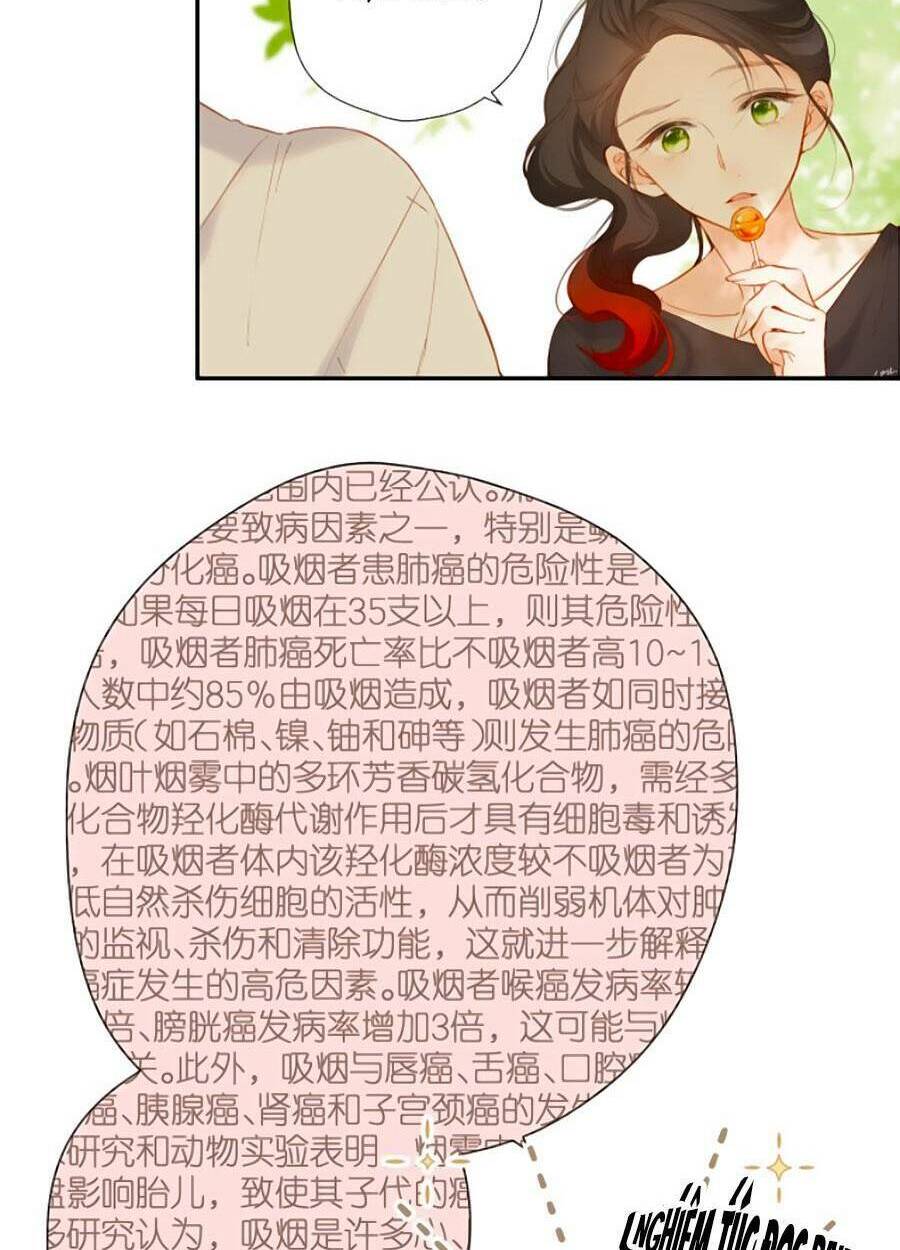 围内已经公认。
要致病因素之一，特别是
化癌。吸烟者患肺癌的危险性是
果每日吸烟在35支以上，则其危险性
，吸烟者肺癌死亡率比不吸烟者高10~1
人数中约85%由吸烟造成，吸烟者如同时接
物质(如石棉、镍、铀和砷等)则发生肺癌的危
。烟叶烟雾中的多环芳香碳氢化合物，需经多
化合物羟化酶代谢作用后才具有细胞毒和诱
，在吸烟者体内该羟化酶浓度较不吸烟者为
低自然杀伤细胞的活性，从而削弱机体对肿
的监视、杀伤和清除功能，这就进一步解释
症发生的高危因素。吸烟者喉癌发病率较
倍、膀胱癌发病率增加3倍，这可能与
关。此外，吸烟与唇癌、舌癌、口腔
癌、胰腺癌、肾癌和子宫颈癌的发生
研究和动物实验表明，烟雾中
影响胎儿，致使其子代的癌
多研究认为，吸烟是许多心、
NGHIÊM TÚC ĐỌC